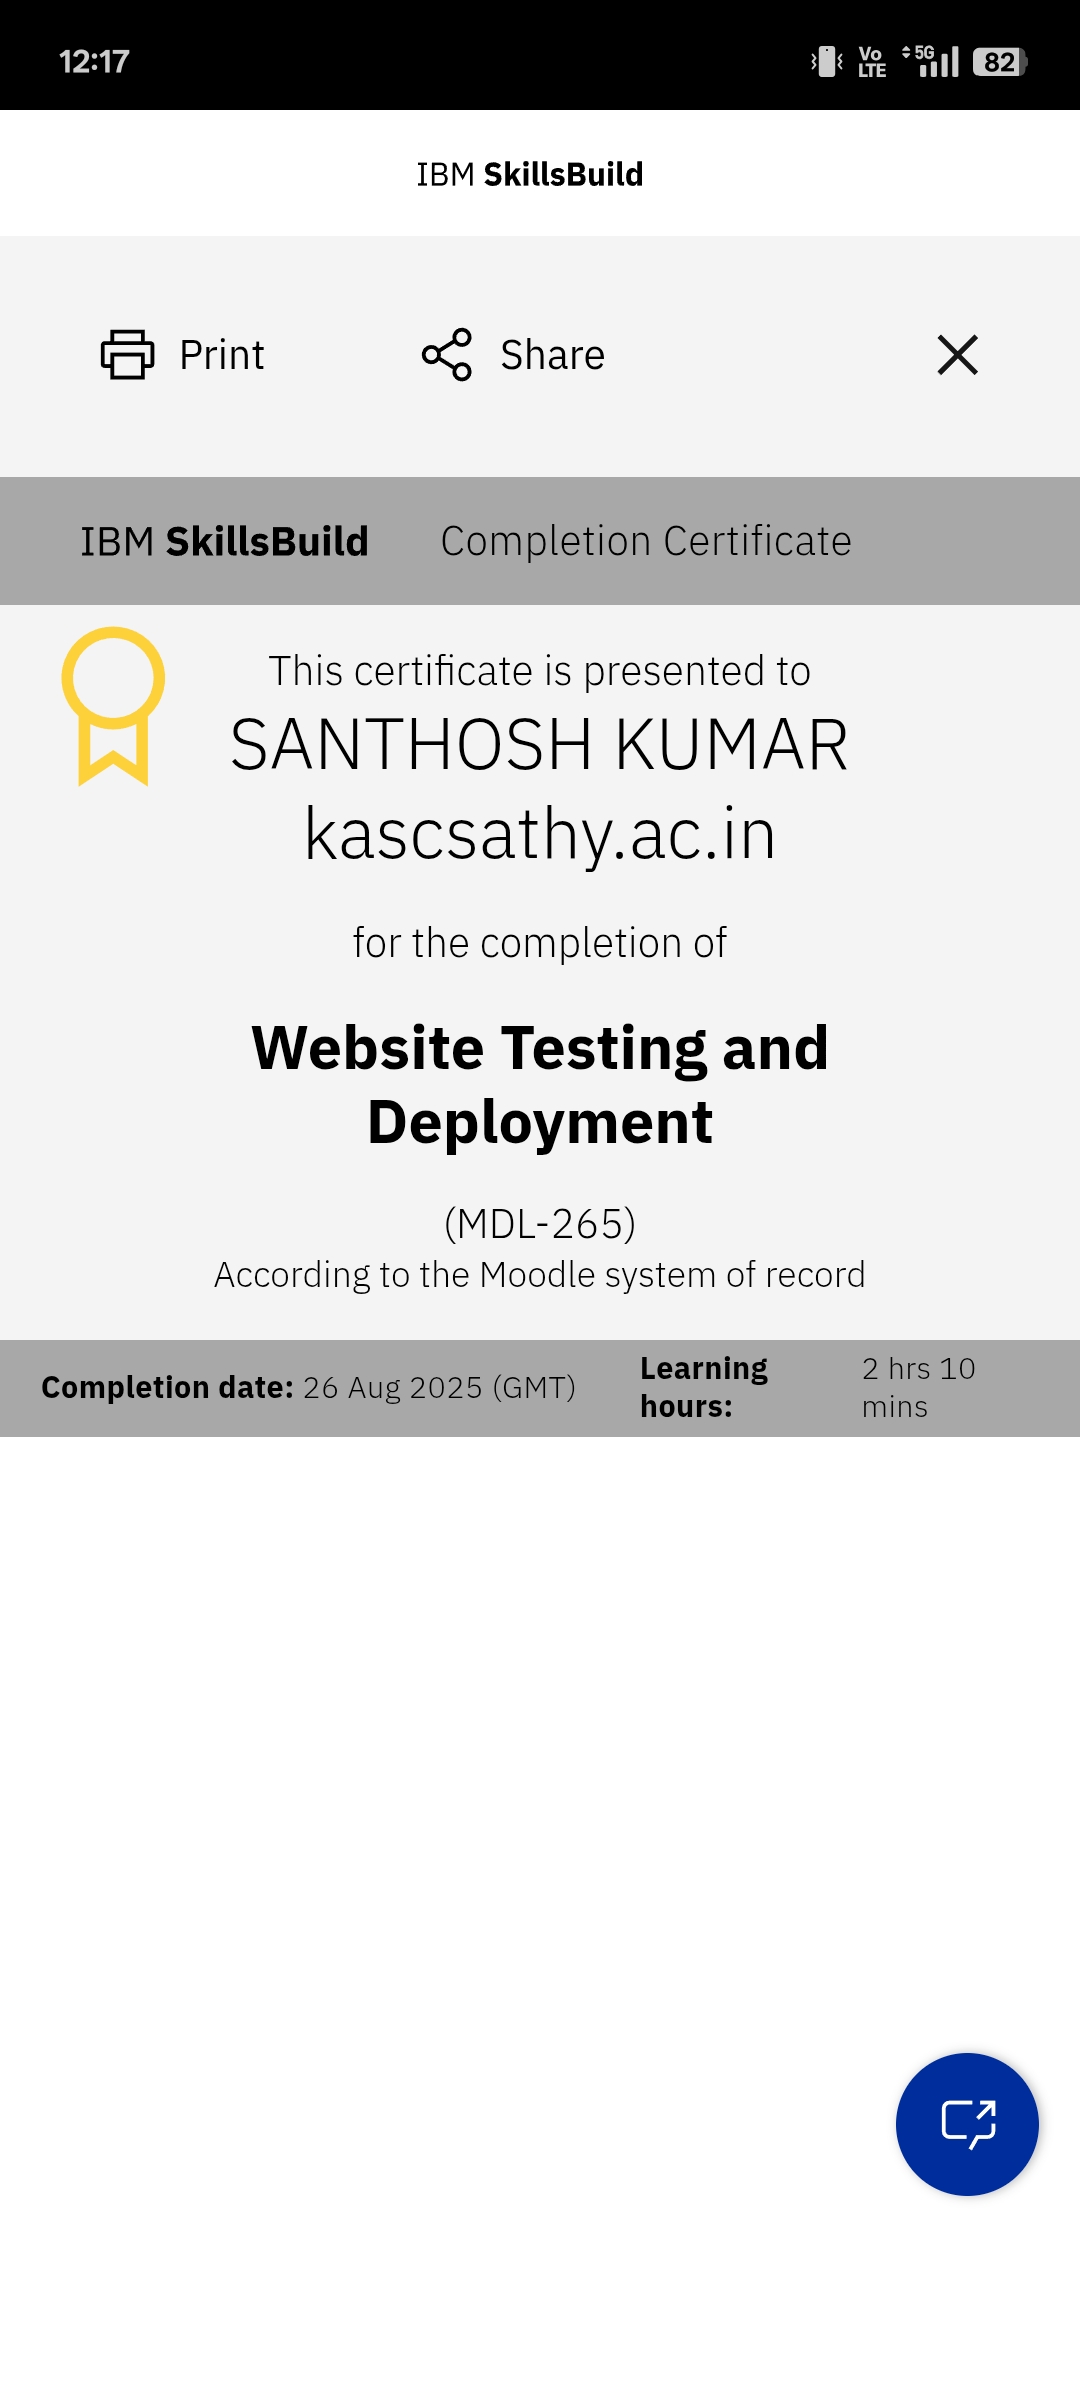 12:17
Vo
LTE
5G
82
IBM SkillsBuild
Print
Share
IBM SkillsBuild Completion Certificate
This certificate is presented to
SANTHOSH KUMAR
kascsathy.ac.in
for the completion of
Website Testing and
Deployment
(MDL-265)
According to the Moodle system of record
Completion date: 26 Aug 2025 (GMT)
Learning
hours:
2 hrs 10
mins